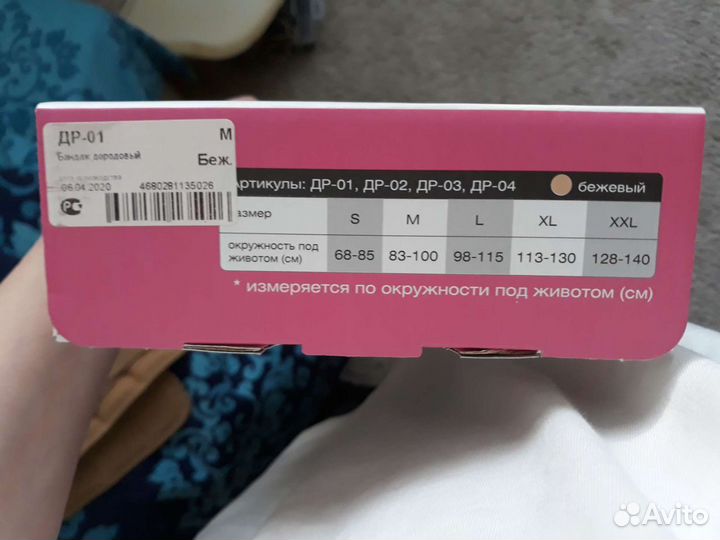 ДР-01 М
Бандаж дородовый
Беж.
06.04.2020 4680281135026
Артикулы: ДР-01, ДР-02, ДР-03, ДР-04 бежевый
азмер S M L XL XXL
окружность под
животом (см) 68-85 83-100 98-115 113-130 128-140
* измеряется по окружности под животом (см)
Avito